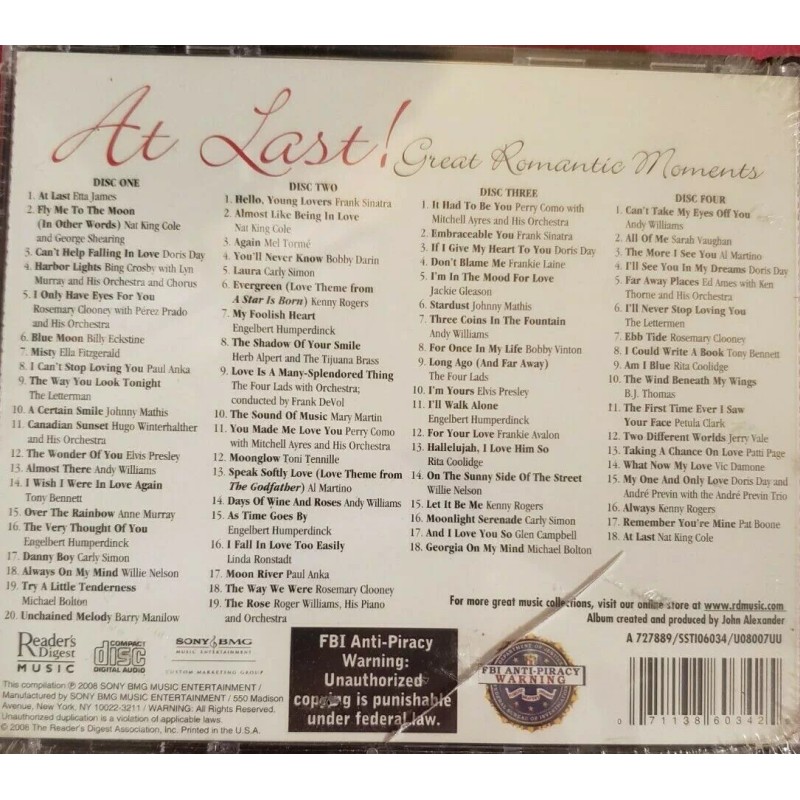 At Last! Great Romantic Moments
DISC ONE
1. At Last Etta James
2. Fly Me To The Moon
(In Other Words) Nat King Cole
and George Shearing
3. Can't Help Falling In Love Doris Day
4. Harbor Lights Bing Crosby with Lyn
Murray and His Orchestra and Chorus
5. I Only Have Eyes For You
Rosemary Clooney with Pérez Prado
and His Orchestra
6. Blue Moon Billy Eckstine
7. Misty Ella Fitzgerald
8. I Can't Stop Loving You Paul Anka
9. The Way You Look Tonight
The Letterman
10. A Certain Smile Johnny Mathis
11. Canadian Sunset Hugo Winterhalther
and His Orchestra
12. The Wonder Of You Elvis Presley
13. Almost There Andy Williams
14. I Wish I Were In Love Again
Tony Bennett
15. Over The Rainbow Anne Murray
16. The Very Thought Of You
Engelbert Humperdinck
17. Danny Boy Carly Simon
18. Always On My Mind Willie Nelson
19. Try A Little Tenderness
Michael Bolton
20. Unchained Melody Barry Manilow
DISC TWO
1. Hello, Young Lovers Frank Sinatra
2. Almost Like Being In Love
Nat King Cole
3. Again Mel Tormé
4. You'll Never Know Bobby Darin
5. Laura Carly Simon
6. Evergreen (Love Theme from
A Star Is Born) Kenny Rogers
7. My Foolish Heart
Engelbert Humperdinck
8. The Shadow Of Your Smile
Herb Alpert and The Tijuana Brass
9. Love Is A Many-Splendored Thing
The Four Lads with Orchestra;
conducted by Frank DeVol
10. The Sound Of Music Mary Martin
11. You Made Me Love You Perry Como
with Mitchell Ayres and His Orchestra
12. Moonglow Toni Tennille
13. Speak Softly Love (Love Theme from
The Godfather) Al Martino
14. Days Of Wine And Roses Andy Williams
15. As Time Goes By
Engelbert Humperdinck
16. I Fall In Love Too Easily
Linda Ronstadt
17. Moon River Paul Anka
18. The Way We Were Rosemary Clooney
19. The Rose Roger Williams, His Piano
and Orchestra
DISC THREE
1. It Had To Be You Perry Como with
Mitchell Ayres and His Orchestra
2. Embraceable You Frank Sinatra
3. If I Give My Heart To You Doris Day
4. Don't Blame Me Frankie Laine
5. I'm In The Mood For Love
Jackie Gleason
6. Stardust Johnny Mathis
7. Three Coins In The Fountain
Andy Williams
8. For Once In My Life Bobby Vinton
9. Long Ago (And Far Away)
The Four Lads
10. I'm Yours Elvis Presley
11. I'll Walk Alone
Engelbert Humperdinck
12. For Your Love Frankie Avalon
13. Hallelujah, I Love Him So
Rita Coolidge
14. On The Sunny Side Of The Street
Willie Nelson
15. Let It Be Me Kenny Rogers
16. Moonlight Serenade Carly Simon
17. And I Love You So Glen Campbell
18. Georgia On My Mind Michael Bolton
DISC FOUR
1. Can't Take My Eyes Off You
Andy Williams
2. All Of Me Sarah Vaughan
3. The More I See You Al Martino
4. I'll See You In My Dreams Doris Day
5. Far Away Places Ed Ames with Ken
Thorne and His Orchestra
6. I'll Never Stop Loving You
The Lettermen
7. Ebb Tide Rosemary Clooney
8. I Could Write A Book Tony Bennett
9. Am I Blue Rita Coolidge
10. The Wind Beneath My Wings
B.J. Thomas
11. The First Time Ever I Saw
Your Face Petula Clark
12. Two Different Worlds Jerry Vale
13. Taking A Chance On Love Patti Page
14. What Now My Love Vic Damone
15. My One And Only Love Doris Day and
André Previn with the André Previn Trio
16. Always Kenny Rogers
17. Remember You're Mine Pat Boone
18. At Last Nat King Cole
For more great music collections, visit our online store at www.rdmusic.com
Album created and produced by John Alexander
A 727889/SSTI06034/U08007UU
Reader's
Digest
MUSIC
COMPACT
disc
DIGITAL AUDIO
SONY BMG
MUSIC ENTERTAINMENT
CUSTOM MARKETING GROUP
This compilation ℗ 2008 SONY BMG MUSIC ENTERTAINMENT /
Manufactured by SONY BMG MUSIC ENTERTAINMENT / 550 Madison
Avenue, New York, NY 10022-3211 / WARNING: All Rights Reserved.
Unauthorized duplication is a violation of applicable laws.
© 2008 The Reader's Digest Association, Inc. Printed in the U.S.A.
FBI Anti-Piracy
Warning:
Unauthorized
copying is punishable
under federal law.
FBI ANTI-PIRACY
WARNING
0 71138 60342